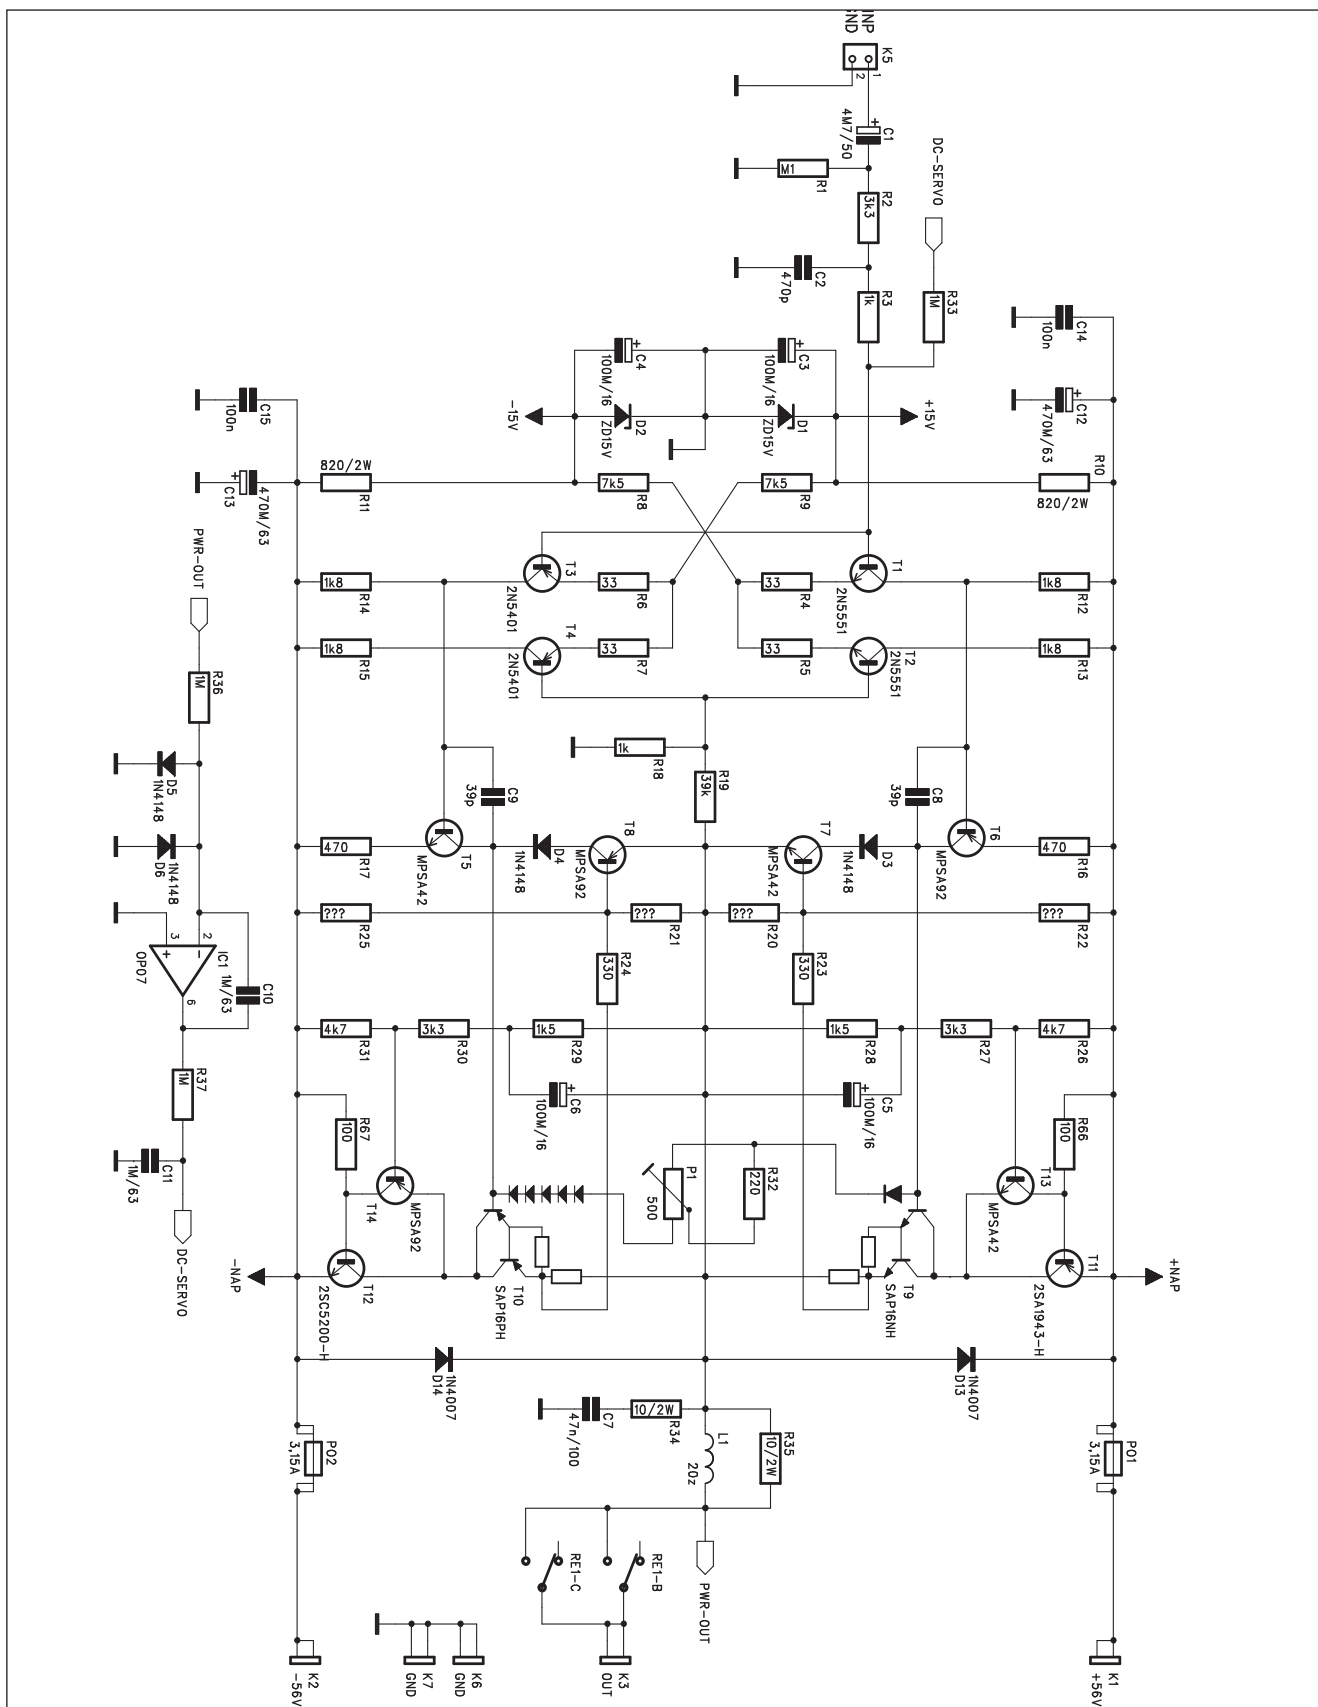 INP
GND
K5
1
2
C1
4M7/50
DC-SERVO
M1
R1
R2
3k3
C2
470p
R3
1k
R33
1M
C14
100n
C12
470M/63
C4
100M/16
C3
100M/16
-15V
D2
ZD15V
D1
ZD15V
+15V
C15
100n
C13
470M/63
820/2W
R11
7k5
R8
7k5
R9
R10
820/2W
PWR-OUT
1k8
R14
T3
2N5401
33
R6
33
R4
T1
2N5551
1k8
R12
1k8
R15
T4
2N5401
33
R7
33
R5
T2
2N5551
1k8
R13
R36
1M
1k
R18
R19
39k
C9
39p
C8
39p
D5
1N4148
D6
1N4148
470
R17
T5
MPSA42
D4
1N4148
T8
MPSA92
T7
MPSA42
D3
1N4148
T6
MPSA92
470
R16
???
R25
???
R21
???
R20
???
R22
3
2
+
-
IC1
OP07
6
C10
1M/63
R24
330
R23
330
4k7
R31
3k3
R30
1k5
R29
1k5
R28
3k3
R27
4k7
R26
R37
1M
C6
100M/16
C5
100M/16
R67
100
R66
100
C11
1M/63
T14
MPSA92
P1
500
R32
220
T13
MPSA42
DC-SERVO
-NAP
T12
2SC5200-H
T10
SAP16PH
T9
SAP16NH
T11
2SA1943-H
+NAP
D14
1N4007
D13
1N4007
C7
47n/100
10/2W
R34
L1
20z
R35
10/2W
PO2
3,15A
PO1
3,15A
RE1-C
RE1-B
PWR-OUT
K2
-56V
K7
GND
K6
GND
K3
OUT
K1
+56V